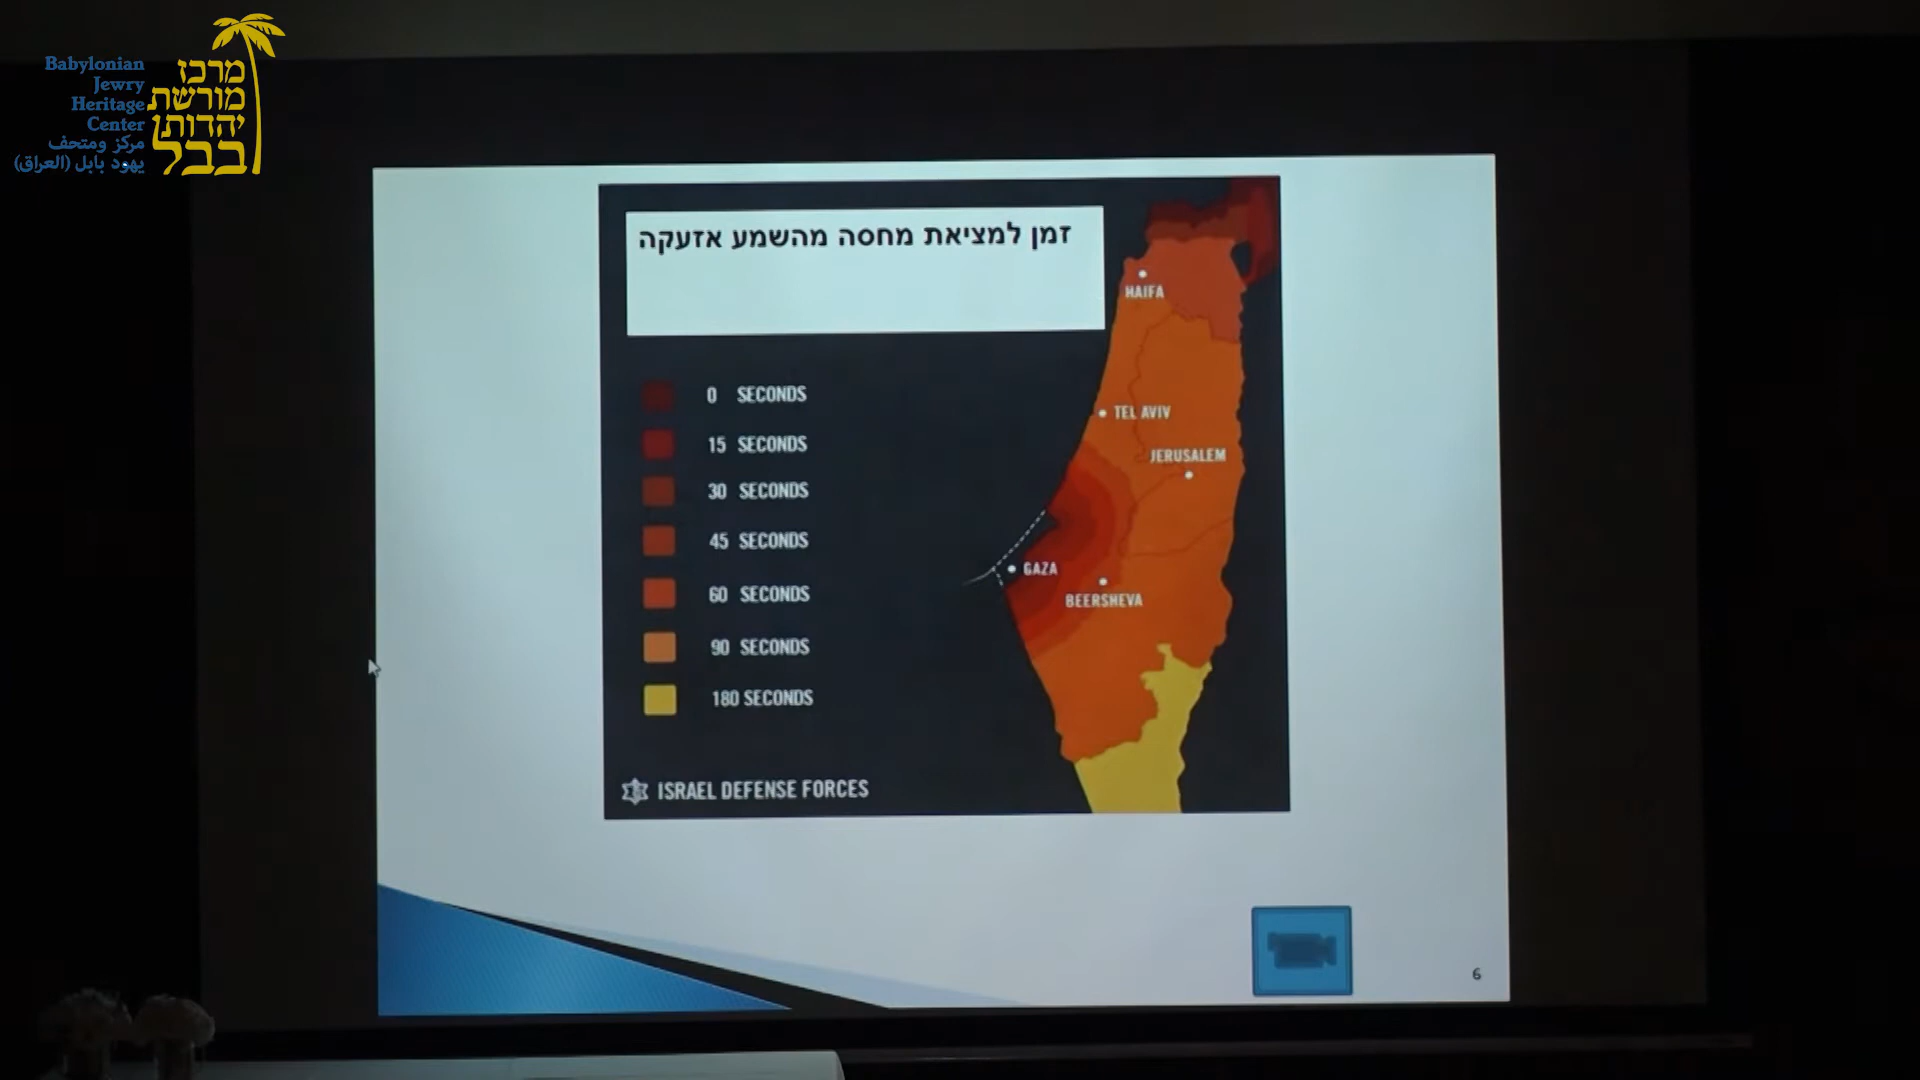 Babylonian
Jewry
Heritage
Center
مركز ومتحف
يهود بابل (العراق)
מרכז
מורשת
יהדות
בבל
זמן למציאת מחסה מהשמע אזעקה
0 SECONDS
15 SECONDS
30 SECONDS
45 SECONDS
60 SECONDS
90 SECONDS
180 SECONDS
HAIFA
TEL AVIV
JERUSALEM
GAZA
BEERSHEVA
ISRAEL DEFENSE FORCES
6